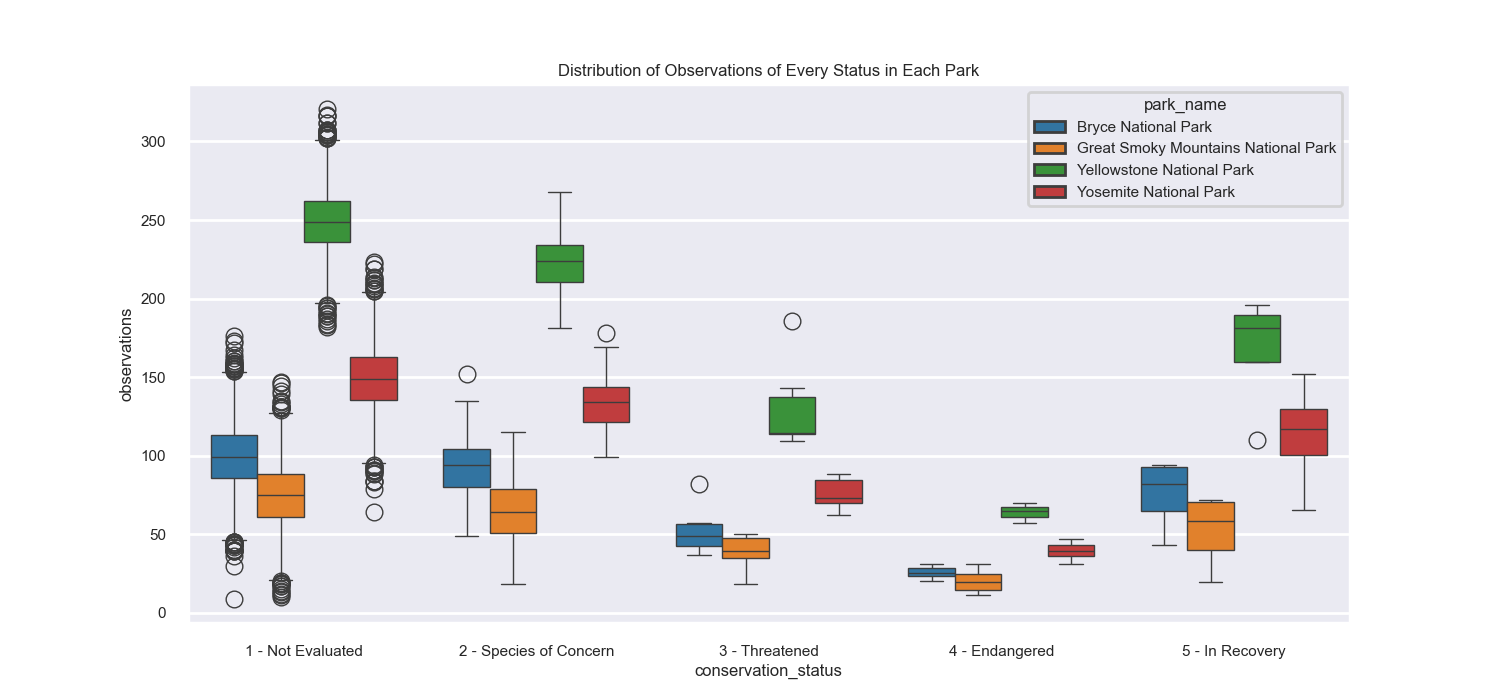 Distribution of Observations of Every Status in Each Park
park_name
Bryce National Park
Great Smoky Mountains National Park
Yellowstone National Park
Yosemite National Park
observations
300
250
200
150
100
50
0
1 - Not Evaluated
2 - Species of Concern
3 - Threatened
4 - Endangered
5 - In Recovery
conservation_status